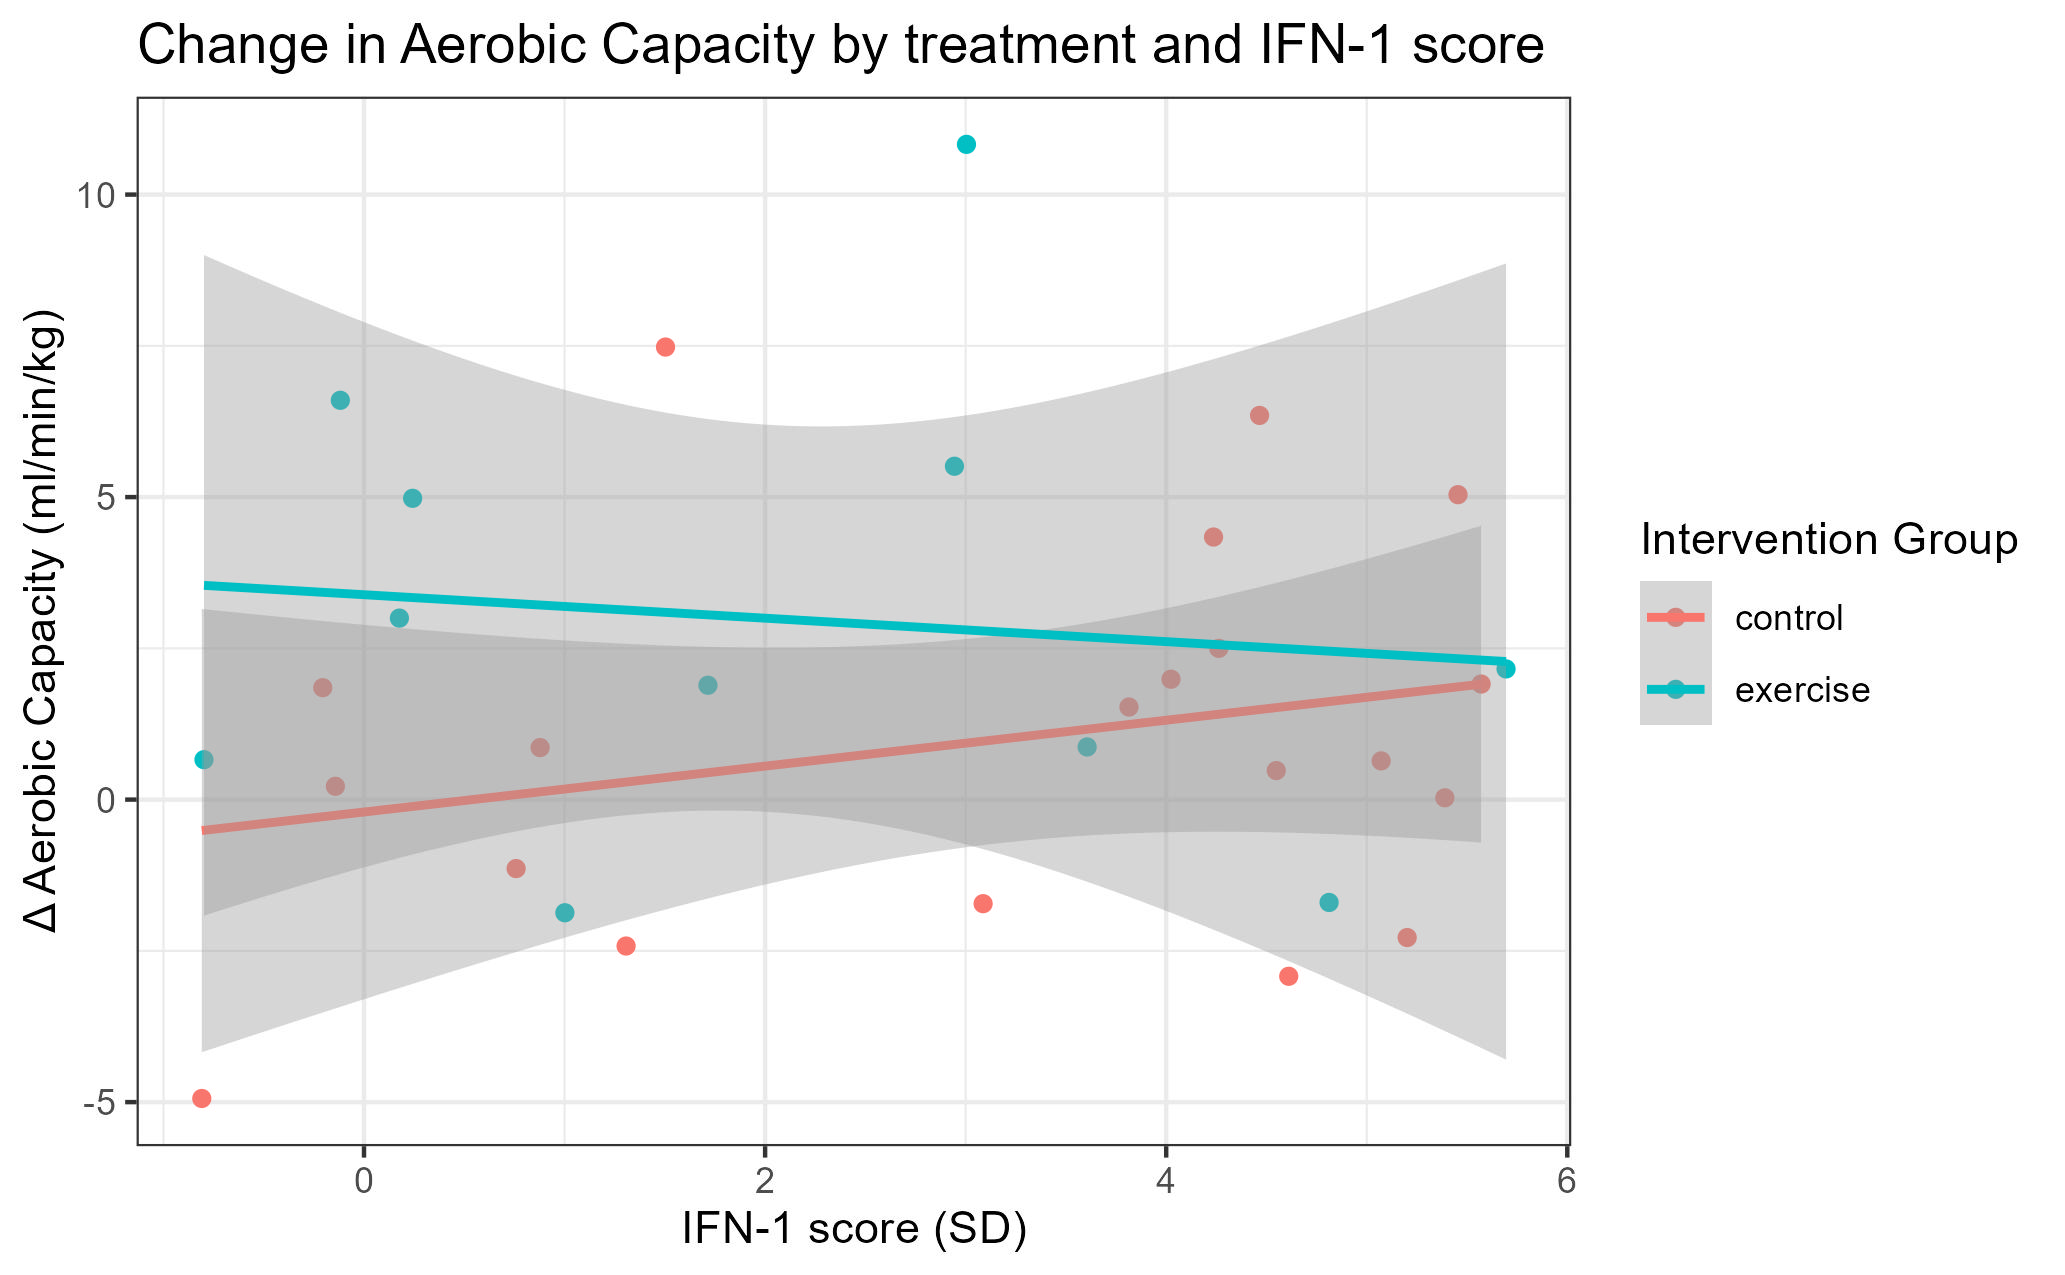 Change in Aerobic Capacity by treatment and IFN-1 score
Δ Aerobic Capacity (ml/min/kg)
10
5
0
-5
0
2
4
6
IFN-1 score (SD)
Intervention Group
control
exercise